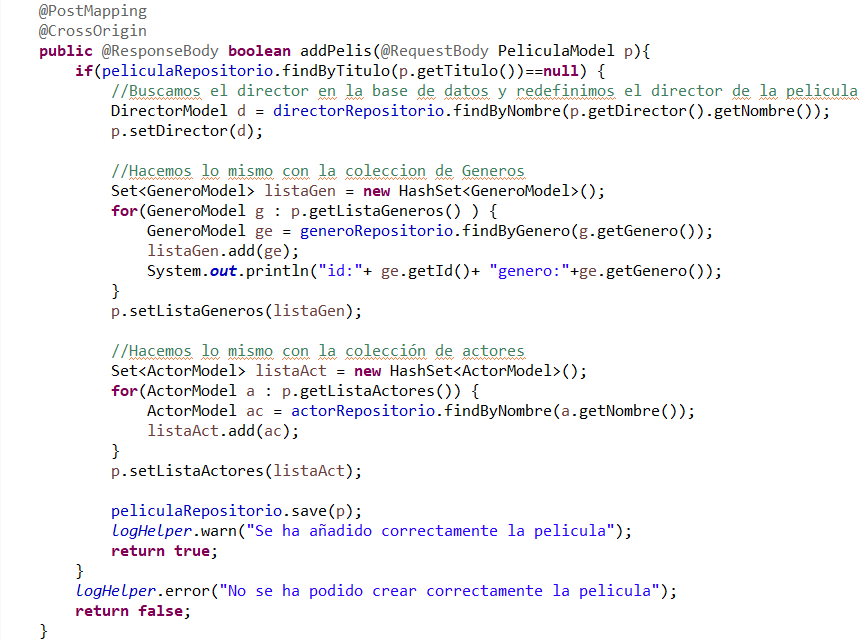 @PostMapping
@CrossOrigin
public @ResponseBody boolean addPelis(@RequestBody PeliculaModel p){
if(peliculaRepositorio.findByTitulo(p.getTitulo())==null) {
//Buscamos el director en la base de datos y redefinimos el director de la pelicula
DirectorModel d = directorRepositorio.findByNombre(p.getDirector().getNombre());
p.setDirector(d);
//Hacemos lo mismo con la coleccion de Generos
Set<GeneroModel> listaGen = new HashSet<GeneroModel>();
for(GeneroModel g : p.getListaGeneros() ) {
GeneroModel ge = generoRepositorio.findByGenero(g.getGenero());
listaGen.add(ge);
System.out.println("id:"+ ge.getId()+ "genero:"+ge.getGenero());
}
p.setListaGeneros(listaGen);
//Hacemos lo mismo con la colección de actores
Set<ActorModel> listaAct = new HashSet<ActorModel>();
for(ActorModel a : p.getListaActores()) {
ActorModel ac = actorRepositorio.findByNombre(a.getNombre());
listaAct.add(ac);
}
p.setListaActores(listaAct);
peliculaRepositorio.save(p);
logHelper.warn("Se ha añadido correctamente la pelicula");
return true;
}
logHelper.error("No se ha podido crear correctamente la pelicula");
return false;
}